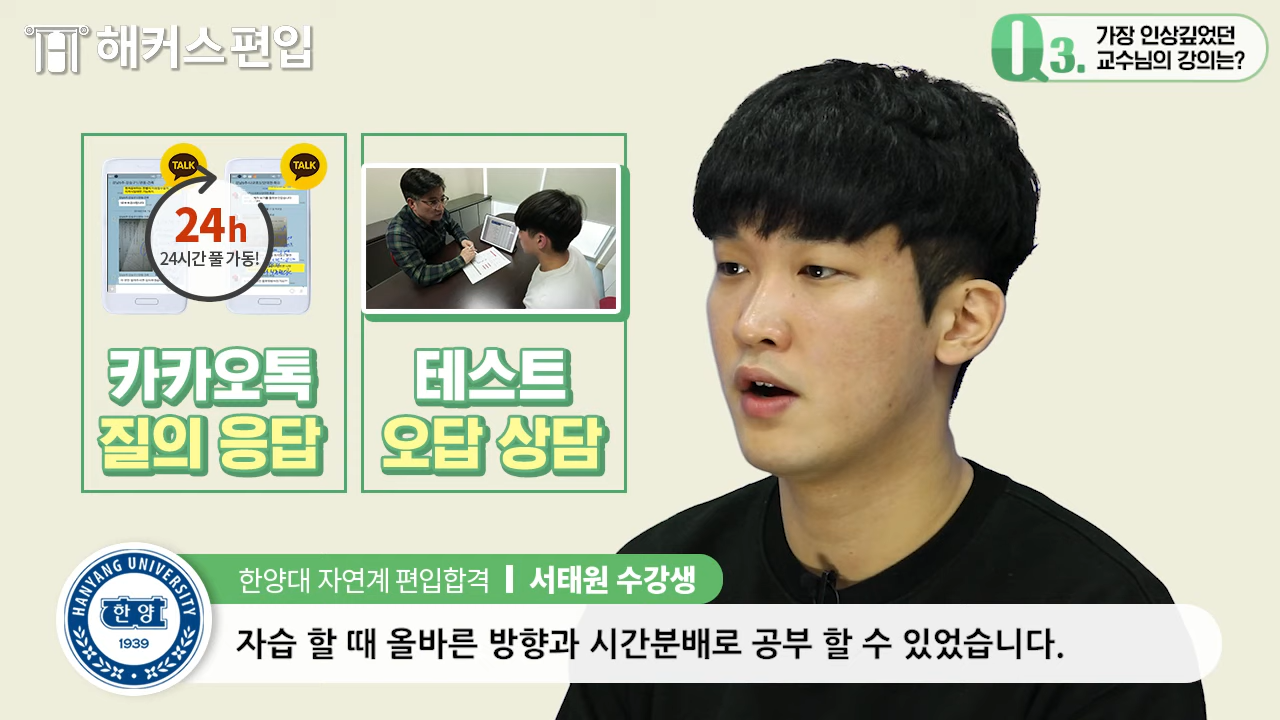 해커스편입
Q3.
가장 인상깊었던
교수님의 강의는?
TALK
TALK
24h
24시간 풀 가동!
카카오톡
질의 응답
테스트
오답 상담
한양대 자연계 편입합격 | 서태원 수강생
HANYANG UNIVERSITY
한양
1939
자습 할 때 올바른 방향과 시간분배로 공부 할 수 있었습니다.